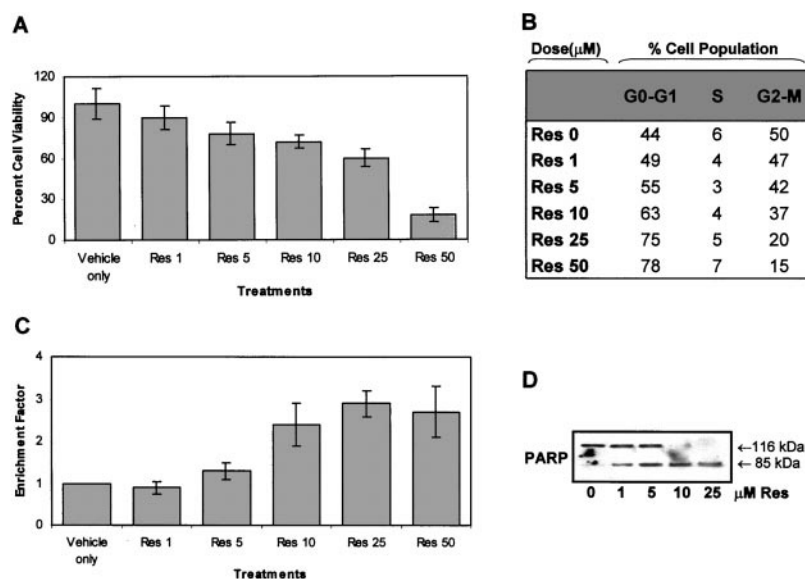 A
Percent Cell Viability
120
90
60
30
0
Vehicle only
Res 1
Res 5
Res 10
Res 25
Res 50
Treatments
B
Dose(μM) % Cell Population
G0-G1 S G2-M
Res 0 44 6 50
Res 1 49 4 47
Res 5 55 3 42
Res 10 63 4 37
Res 25 75 5 20
Res 50 78 7 15
C
Enrichment Factor
4
3
2
1
0
Vehicle only
Res 1
Res 5
Res 10
Res 25
Res 50
Treatments
D
PARP
←116 kDa
← 85 kDa
0 1 5 10 25 μM Res